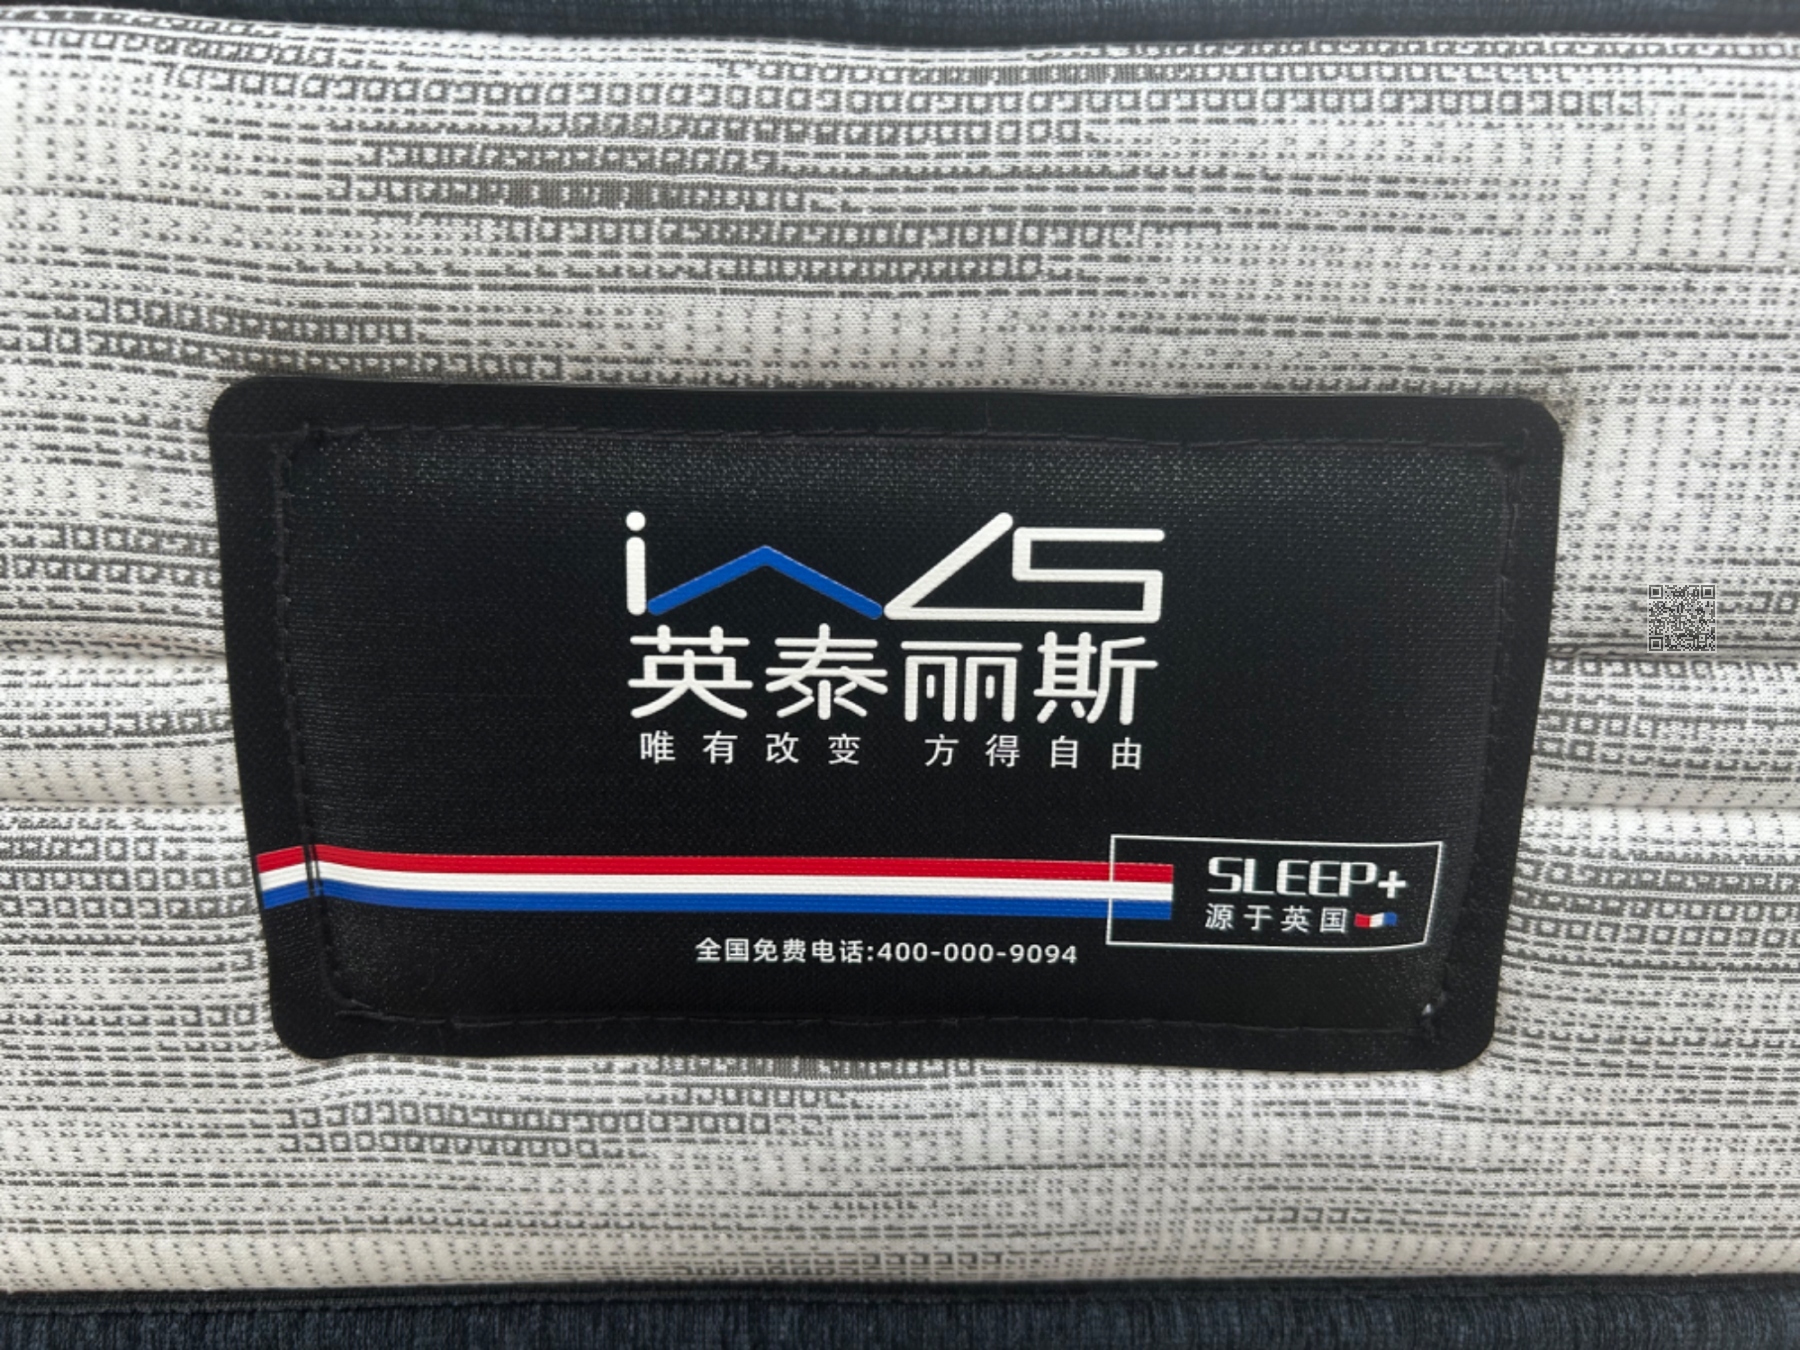 英泰丽斯
唯有改变 方得自由
SLEEP+
源于英国
全国免费电话:400-000-9094